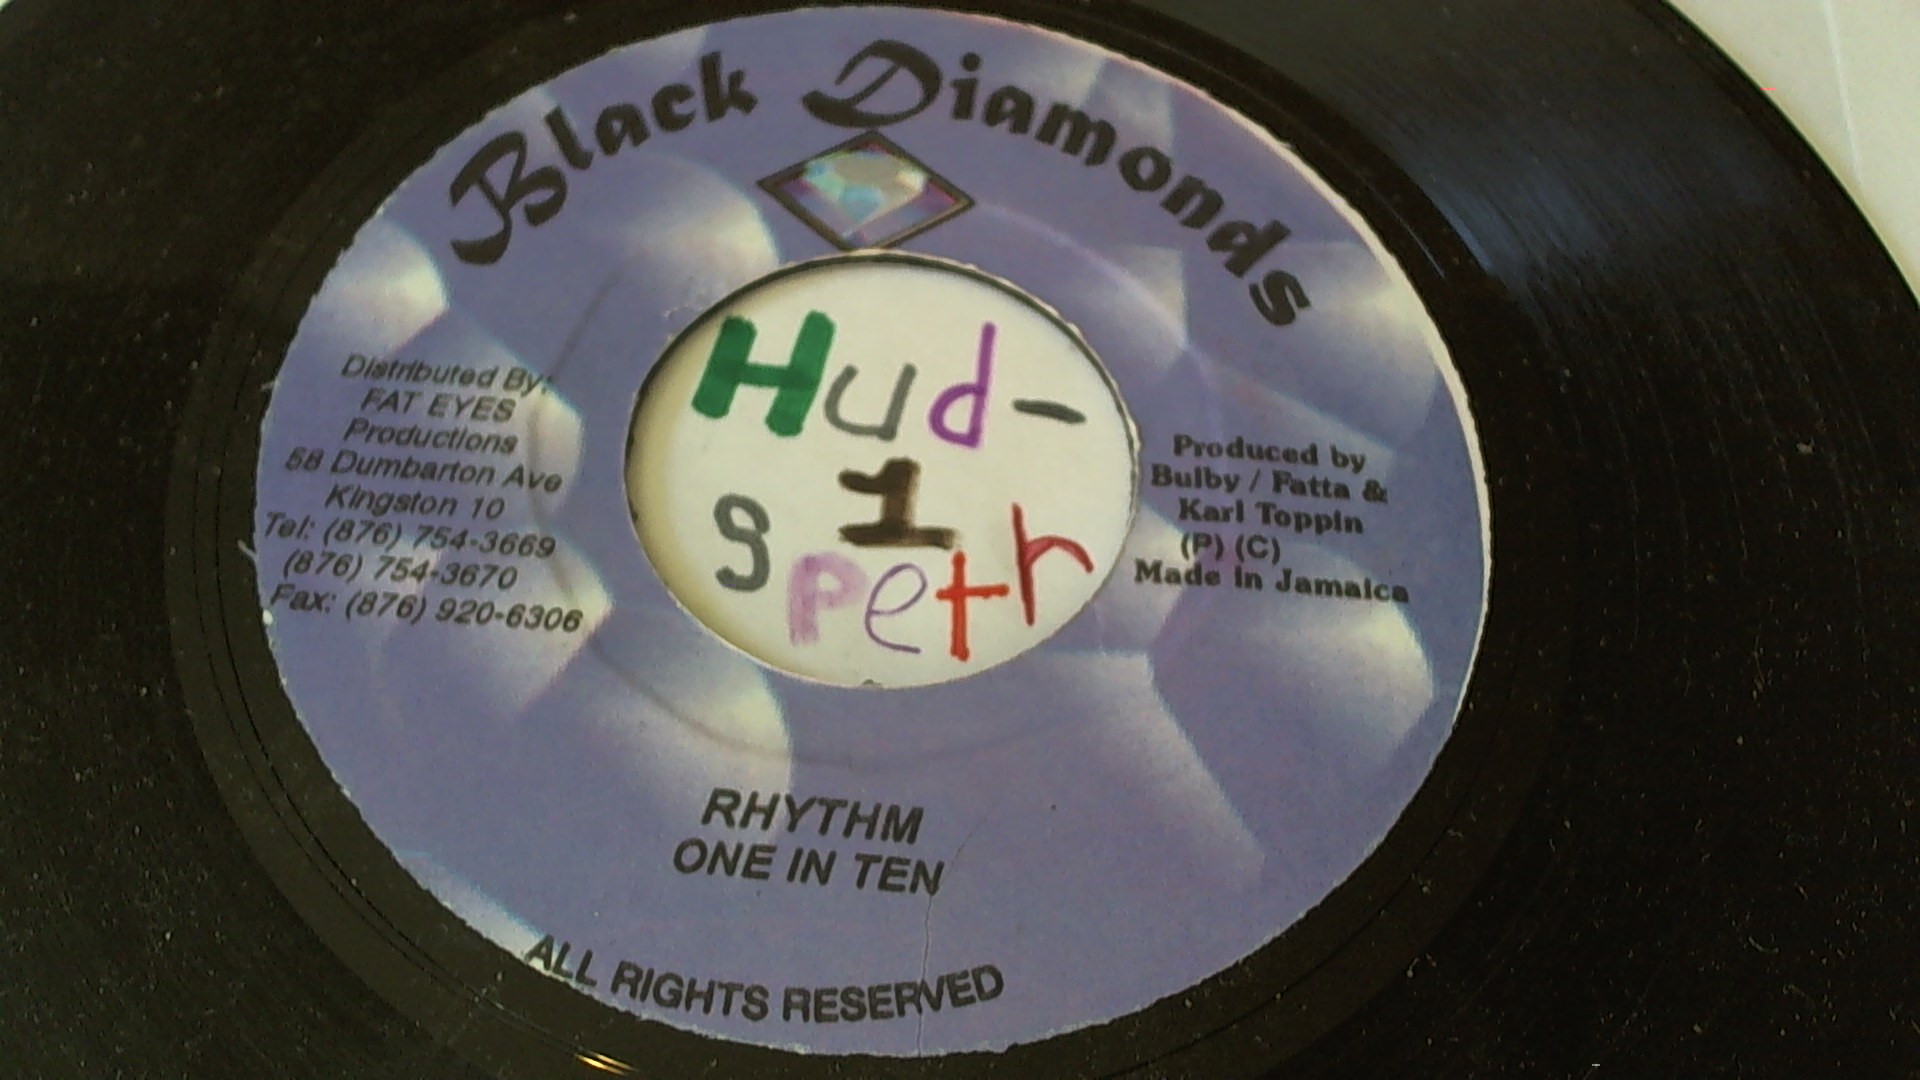 Black Diamonds
Hud-
1
Spetr
Distributed By:
FAT EYES
Productions
58 Dumbarton Ave
Kingston 10
Tel: (876) 754-3669
(876) 754-3670
Fax: (876) 920-6306
Produced by
Bulby / Fatta &
Karl Toppin
(P) (C)
Made in Jamaica
RHYTHM
ONE IN TEN
ALL RIGHTS RESERVED